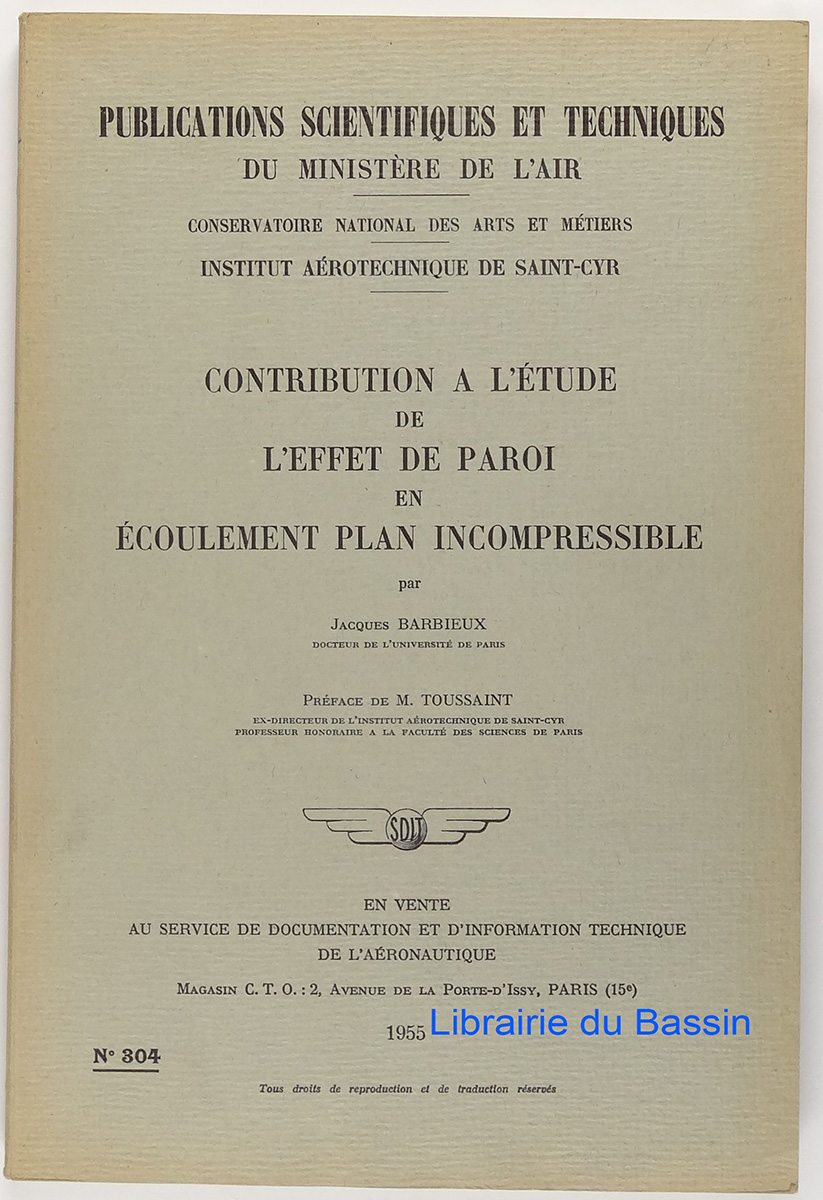 PUBLICATIONS SCIENTIFIQUES ET TECHNIQUES
DU MINISTÈRE DE L'AIR
CONSERVATOIRE NATIONAL DES ARTS ET MÉTIERS
INSTITUT AÉROTECHNIQUE DE SAINT-CYR
CONTRIBUTION A L'ÉTUDE
DE
L'EFFET DE PAROI
EN
ÉCOULEMENT PLAN INCOMPRESSIBLE
par
JACQUES BARBIEUX
DOCTEUR DE L'UNIVERSITÉ DE PARIS
PRÉFACE DE M. TOUSSAINT
EX-DIRECTEUR DE L'INSTITUT AÉROTECHNIQUE DE SAINT-CYR
PROFESSEUR HONORAIRE A LA FACULTÉ DES SCIENCES DE PARIS
SDIT
EN VENTE
AU SERVICE DE DOCUMENTATION ET D'INFORMATION TECHNIQUE
DE L'AÉRONAUTIQUE
MAGASIN C. T. O. : 2, AVENUE DE LA PORTE-D'ISSY, PARIS (15e)
1955
Librairie du Bassin
N° 304
Tous droits de reproduction et de traduction réservés